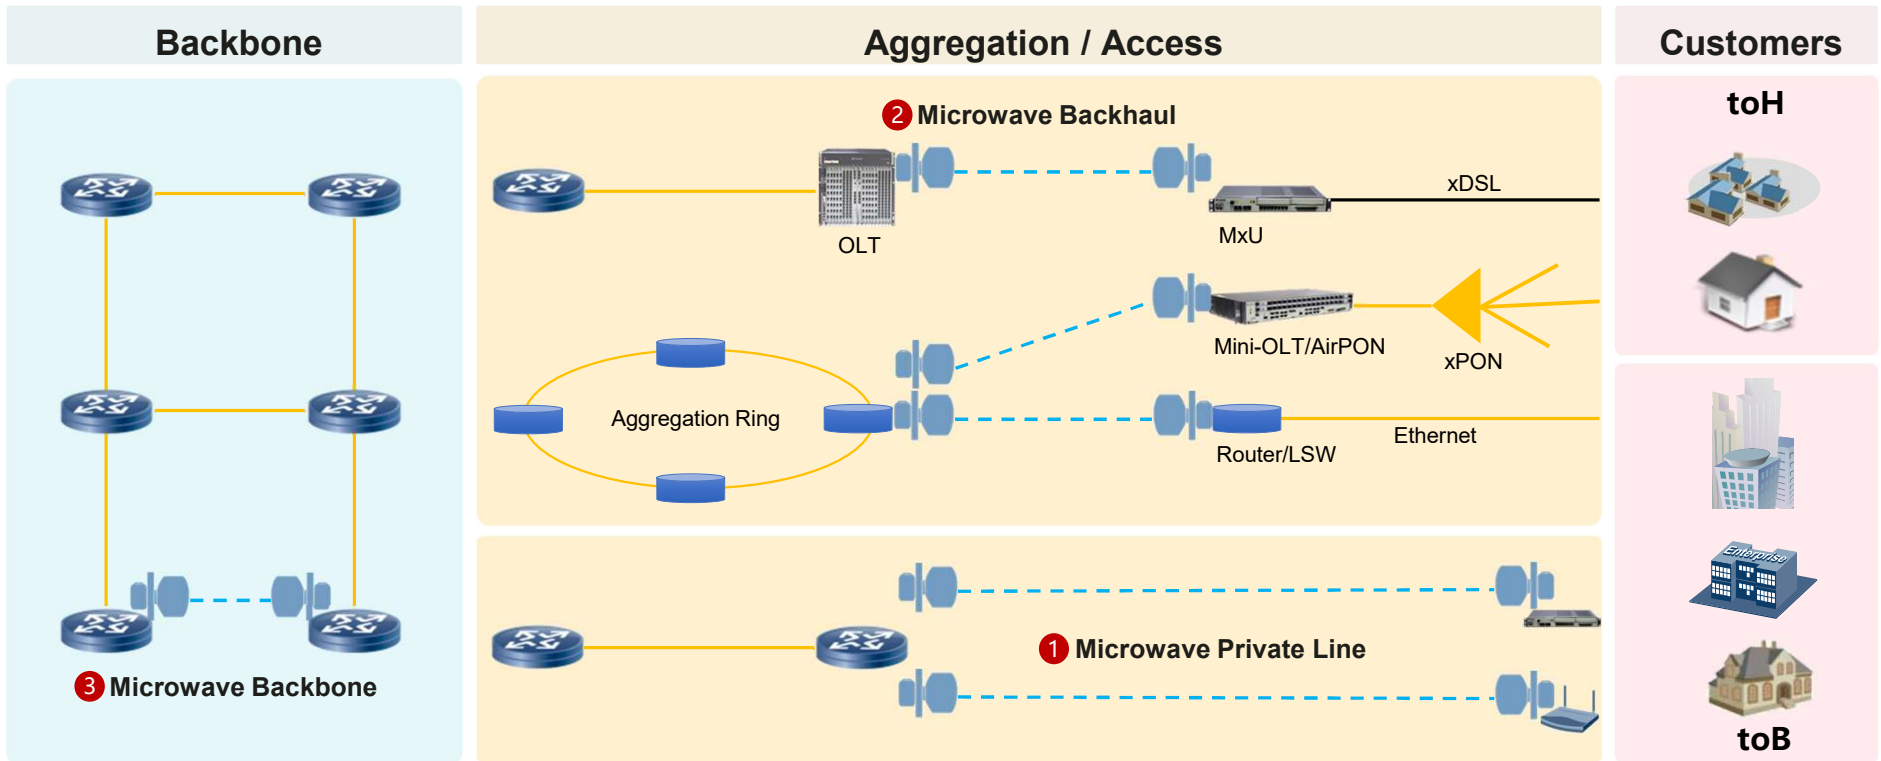 Backbone
Aggregation / Access
Customers
2 Microwave Backhaul
toH
xDSL
OLT
MxU
Mini-OLT/AirPON
xPON
Aggregation Ring
Ethernet
Router/LSW
Enterprise
1 Microwave Private Line
3 Microwave Backbone
toB